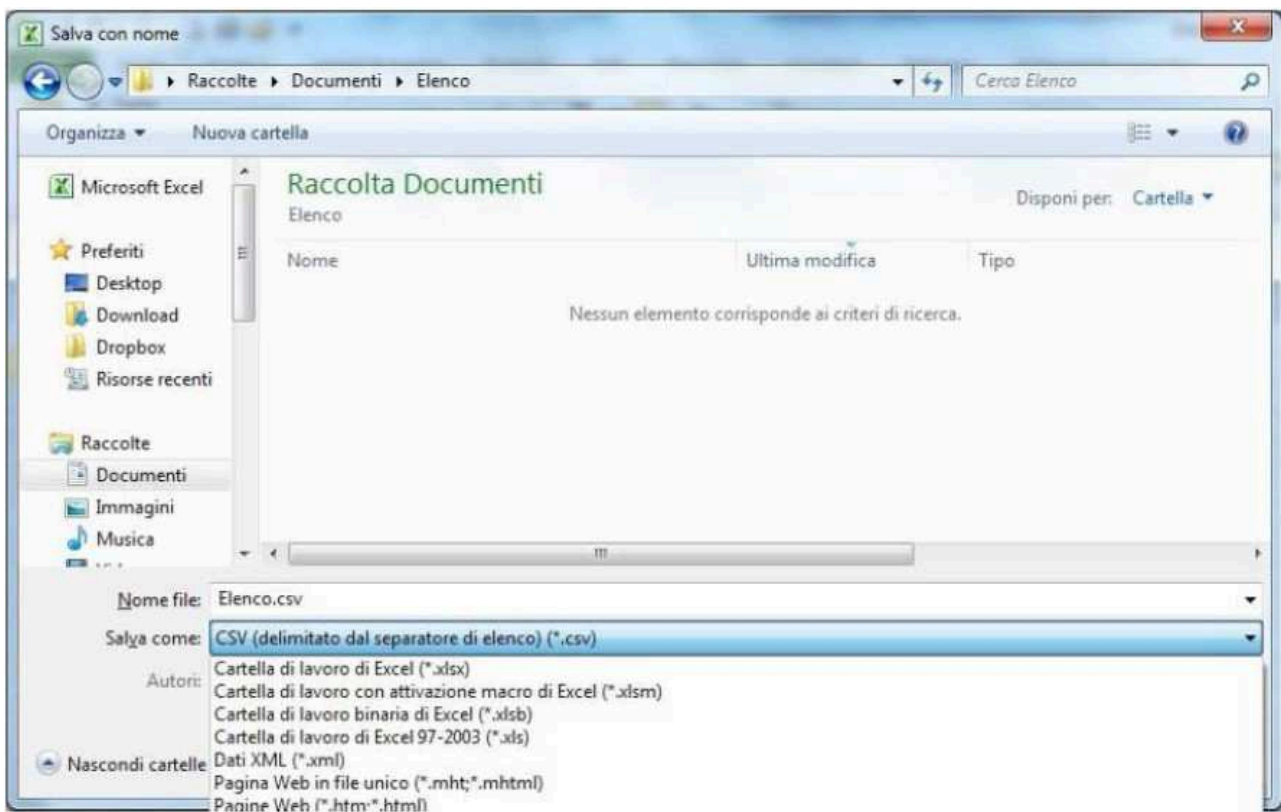 Salva con nome
Raccolte Documenti Elenco
Cerca Elenco
Organizza Nuova cartella
Microsoft Excel
Preferiti
Desktop
Download
Dropbox
Risorse recenti
Raccolte
Documenti
Immagini
Musica
Raccolta Documenti
Elenco
Disponi per: Cartella
Nome Ultima modifica Tipo
Nessun elemento corrisponde ai criteri di ricerca.
Nome file: Elenco.csv
Salva come: CSV (delimitato dal separatore di elenco) (*.csv)
Autori:
Cartella di lavoro di Excel (*.xlsx)
Cartella di lavoro con attivazione macro di Excel (*.xlsm)
Cartella di lavoro binaria di Excel (*.xlsb)
Cartella di lavoro di Excel 97-2003 (*.xls)
Dati XML (*.xml)
Pagina Web in file unico (*.mht;*.mhtml)
Pagine Web (*.htm;*.html)
Nascondi cartelle